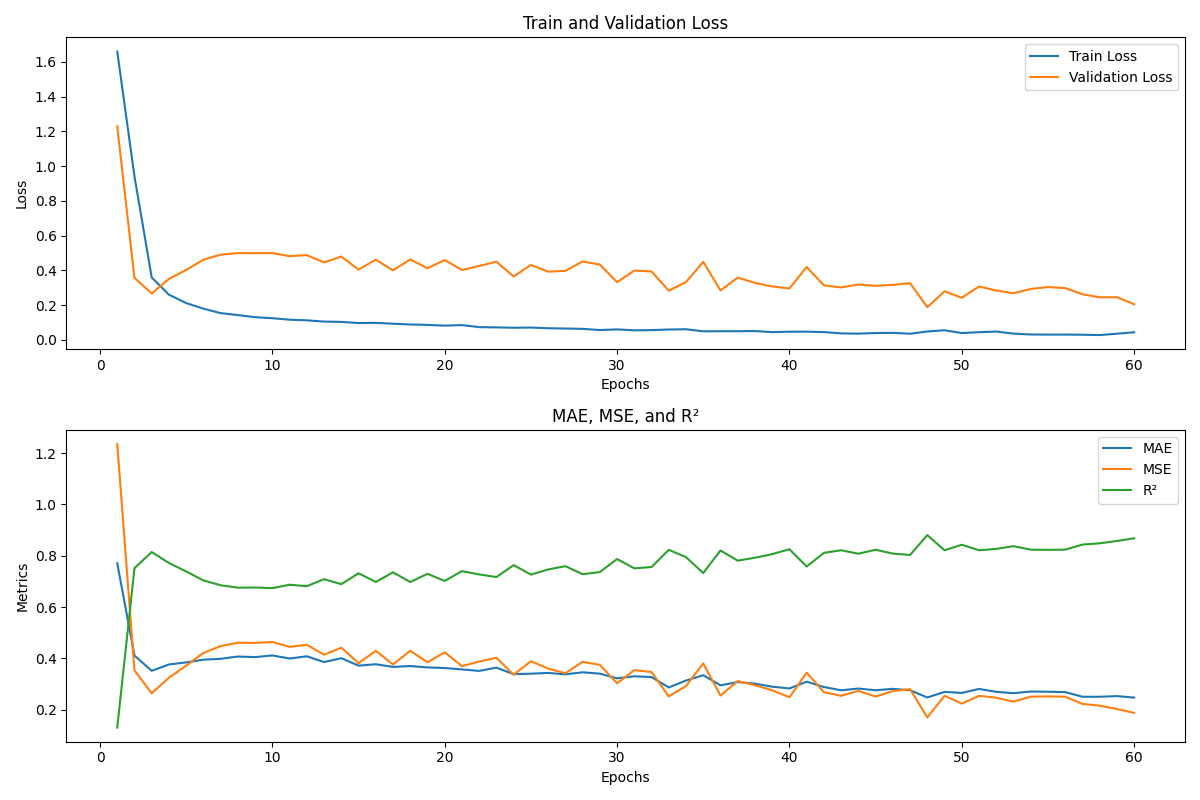 Train and Validation Loss
Train Loss
Validation Loss
1.6
1.4
1.2
1.0
0.8
0.6
0.4
0.2
0.0
Loss
0 10 20 30 40 50 60
Epochs
MAE, MSE, and R²
MAE
MSE
R²
1.2
1.0
0.8
0.6
0.4
0.2
Metrics
0 10 20 30 40 50 60
Epochs